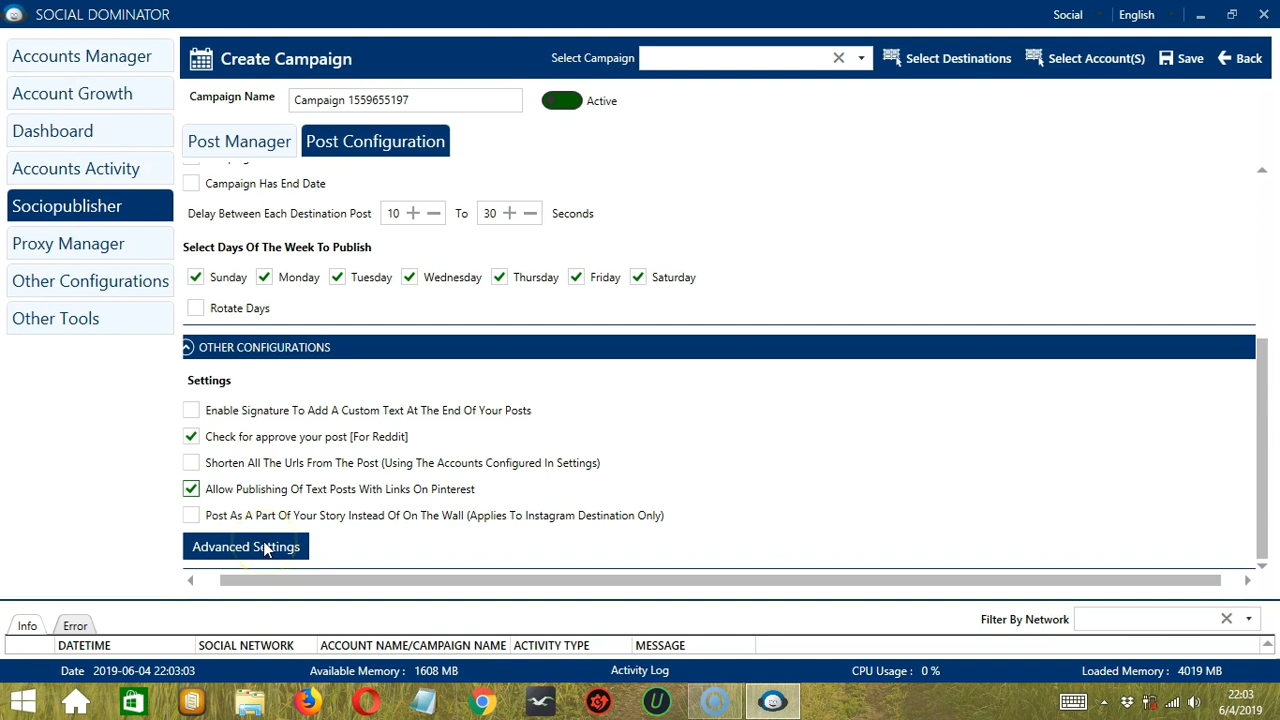 SOCIAL DOMINATOR
Social
English
Accounts Manager
Account Growth
Dashboard
Accounts Activity
Sociopublisher
Proxy Manager
Other Configurations
Other Tools
Create Campaign
Select Campaign
Select Destinations
Select Account(S)
Save
Back
Campaign Name
Campaign 1559655197
Active
Post Manager
Post Configuration
Campaign Has End Date
Delay Between Each Destination Post 10 To 30 Seconds
Select Days Of The Week To Publish
Sunday Monday Tuesday Wednesday Thursday Friday Saturday
Rotate Days
OTHER CONFIGURATIONS
Settings
Enable Signature To Add A Custom Text At The End Of Your Posts
Check for approve your post [For Reddit]
Shorten All The Urls From The Post (Using The Accounts Configured In Settings)
Allow Publishing Of Text Posts With Links On Pinterest
Post As A Part Of Your Story Instead Of On The Wall (Applies To Instagram Destination Only)
Advanced Settings
Info
Error
Filter By Network
DATETIME SOCIAL NETWORK ACCOUNT NAME/CAMPAIGN NAME ACTIVITY TYPE MESSAGE
Date 2019-06-04 22:03:03 Available Memory : 1608 MB Activity Log CPU Usage : 0 % Loaded Memory : 4019 MB
22:03
6/4/2019